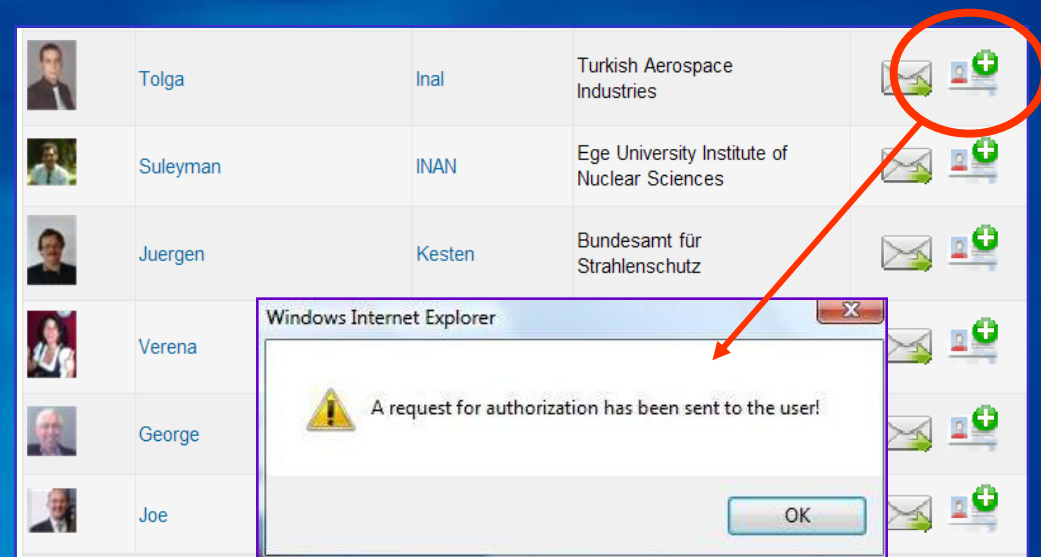 Tolga Inal Turkish Aerospace
Industries
Suleyman INAN Ege University Institute of
Nuclear Sciences
Juergen Kesten Bundesamt für
Strahlenschutz
Windows Internet Explorer
Verena
A request for authorization has been sent to the user!
George
OK
Joe